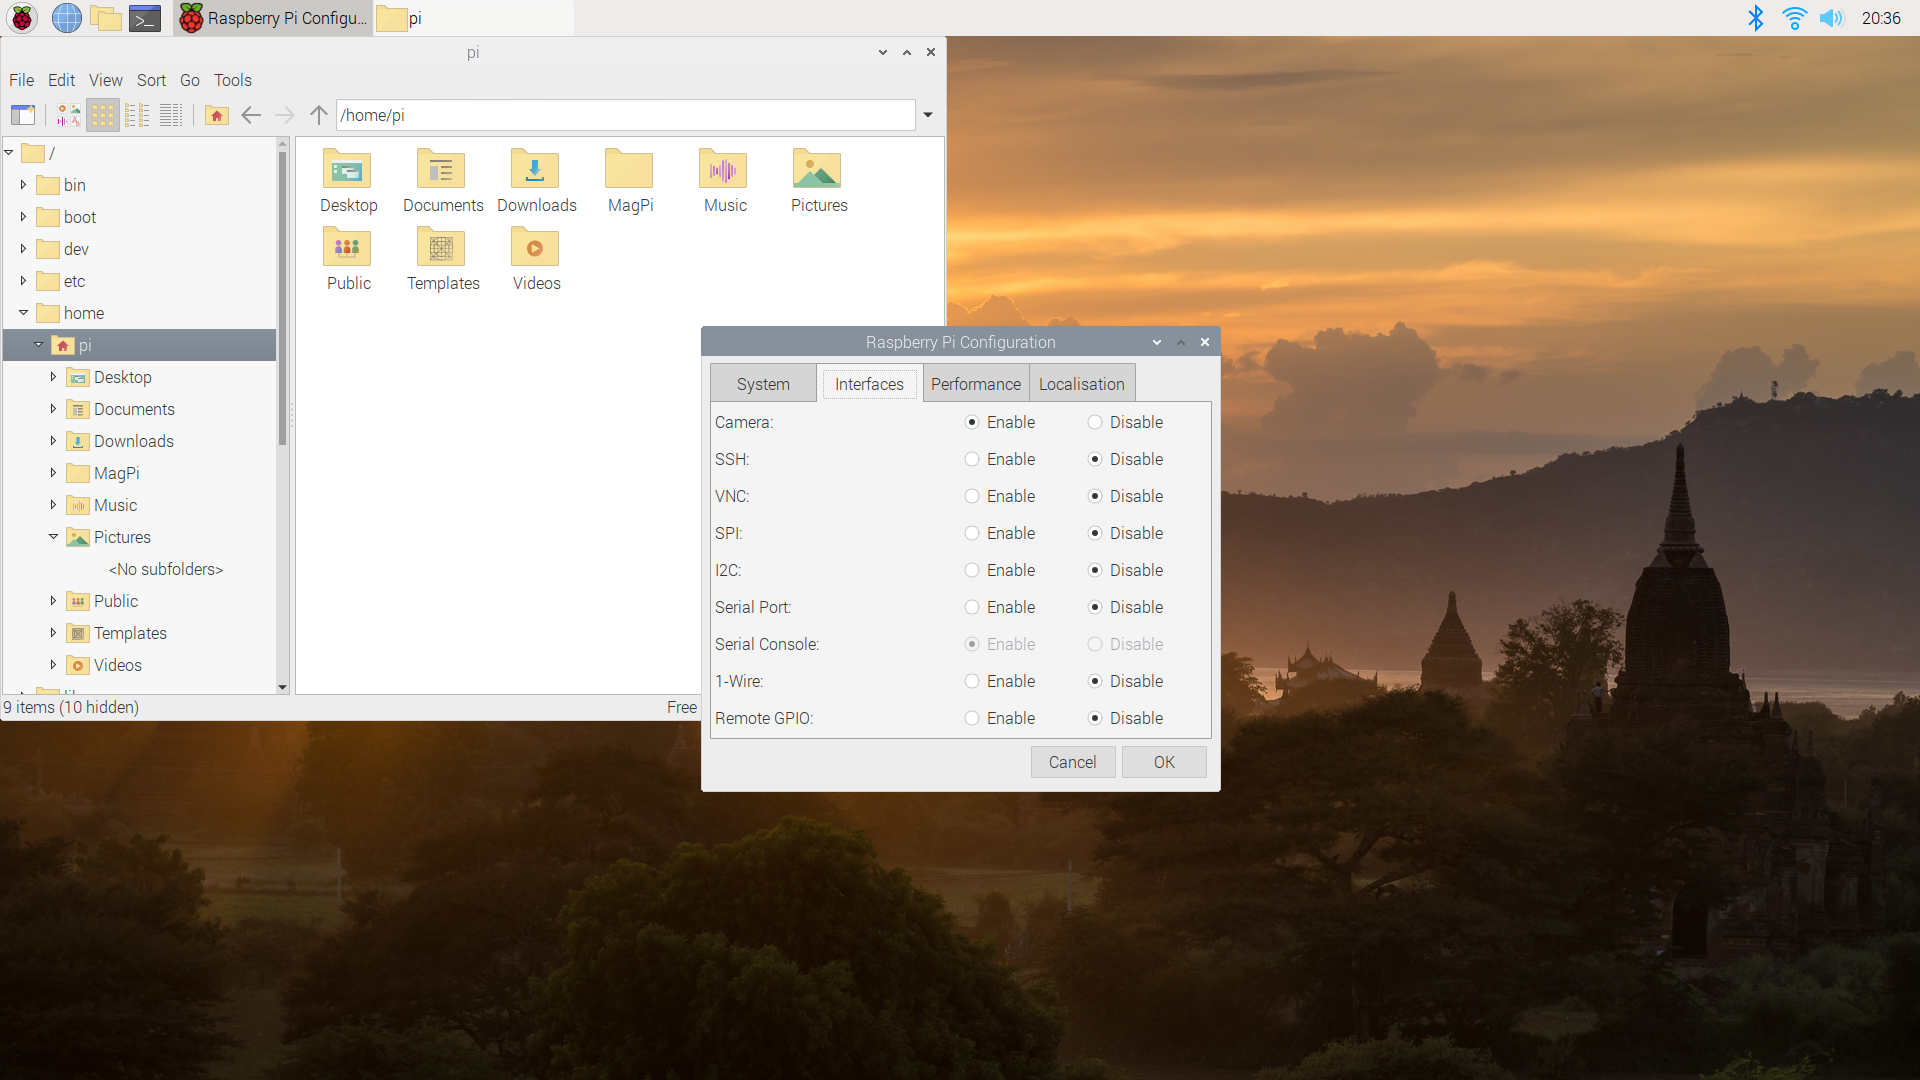 Raspberry Pi Configu...
pi
20:36
pi
File Edit View Sort Go Tools
/home/pi
/
bin
boot
dev
etc
home
pi
Desktop
Documents
Downloads
MagPi
Music
Pictures
<No subfolders>
Public
Templates
Videos
Desktop Documents Downloads MagPi Music Pictures
Public Templates Videos
9 items (10 hidden)
Free
Raspberry Pi Configuration
System Interfaces Performance Localisation
Camera: Enable Disable
SSH: Enable Disable
VNC: Enable Disable
SPI: Enable Disable
I2C: Enable Disable
Serial Port: Enable Disable
Serial Console: Enable Disable
1-Wire: Enable Disable
Remote GPIO: Enable Disable
Cancel OK